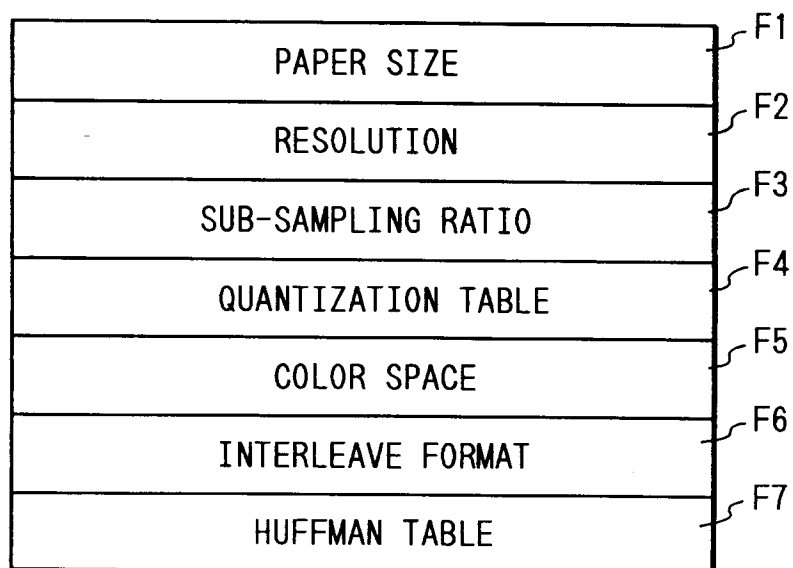 PAPER SIZE F1
RESOLUTION F2
SUB-SAMPLING RATIO F3
QUANTIZATION TABLE F4
COLOR SPACE F5
INTERLEAVE FORMAT F6
HUFFMAN TABLE F7